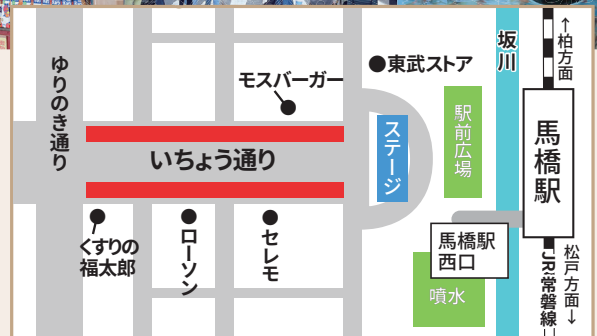 ゆりのき通り
モスバーガー
東武ストア
坂川
↑柏方面
いちょう通り
ステージ
駅前広場
馬橋駅
くすりの
福太郎
ローソン
セレモ
馬橋駅
西口
噴水
JR常磐線
松戸方面↓